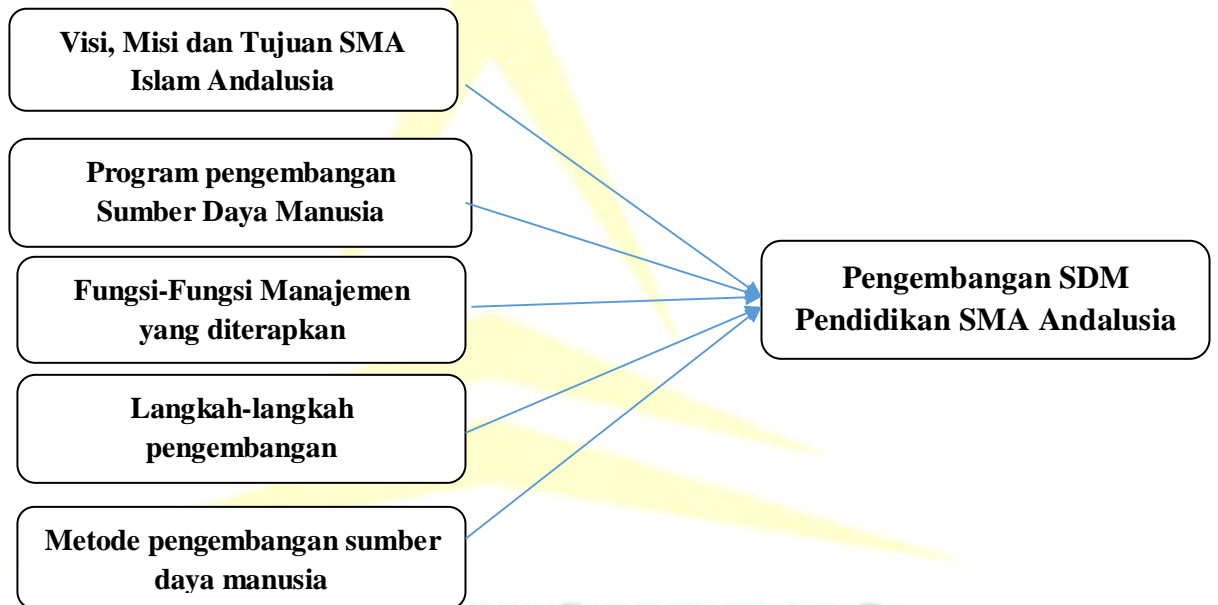 Visi, Misi dan Tujuan SMA
Islam Andalusia
Program pengembangan
Sumber Daya Manusia
Fungsi-Fungsi Manajemen
yang diterapkan
Langkah-langkah
pengembangan
Metode pengembangan sumber
daya manusia
Pengembangan SDM
Pendidikan SMA Andalusia